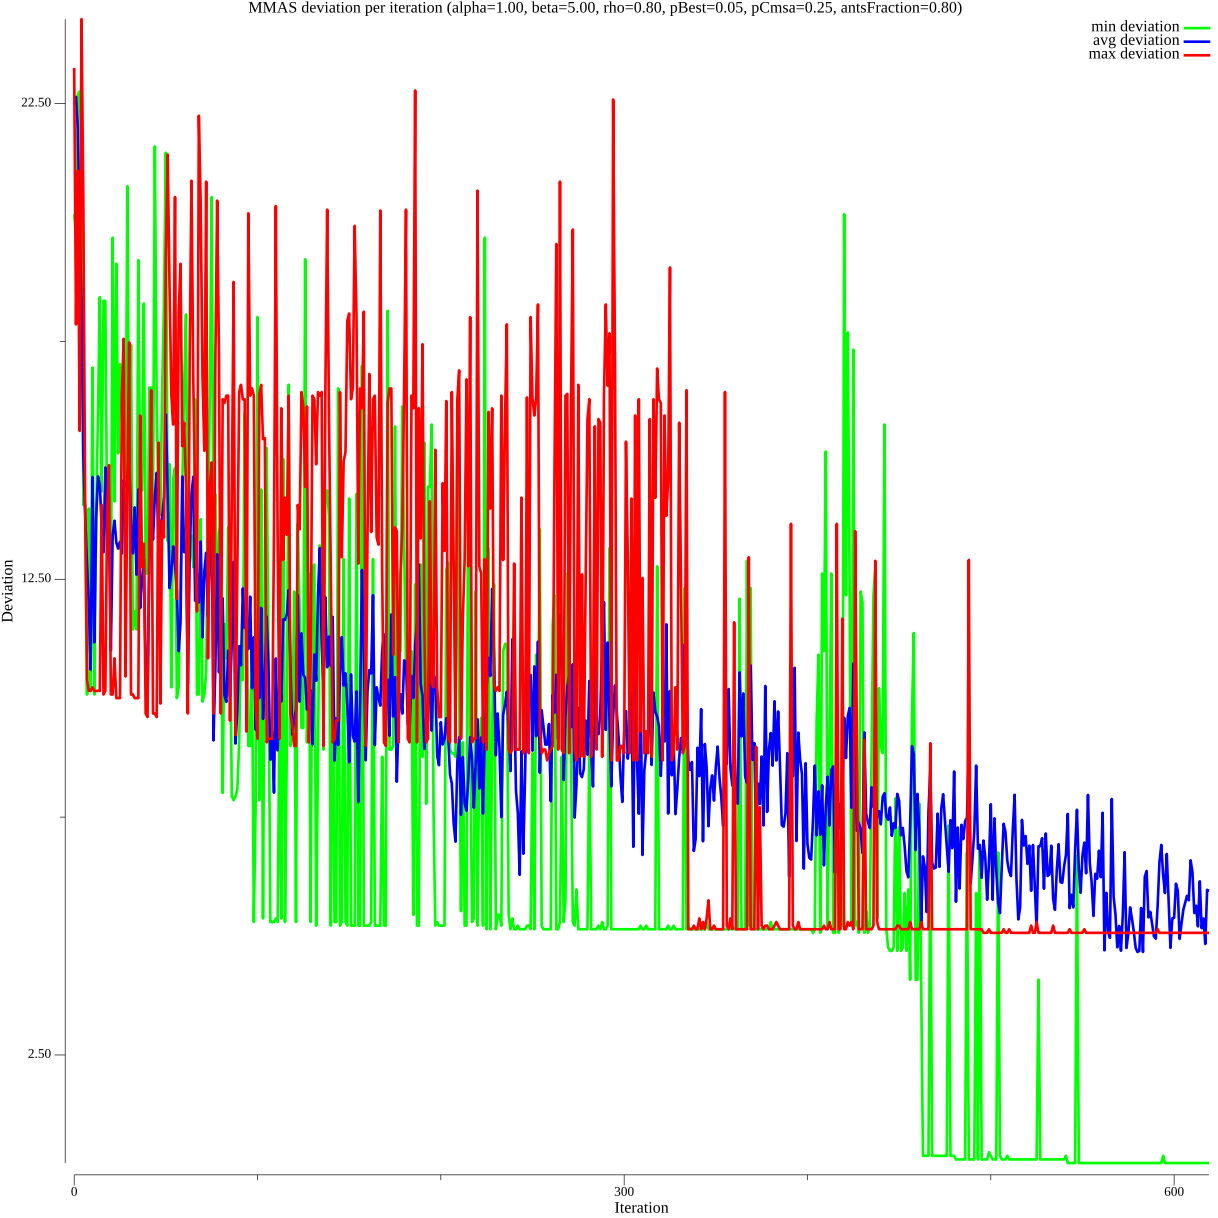 MMAS deviation per iteration (alpha=1.00, beta=5.00, rho=0.80, pBest=0.05, pCmsa=0.25, antsFraction=0.80)
min deviation
avg deviation
max deviation
22.50
12.50
2.50
Deviation
0
300
600
Iteration